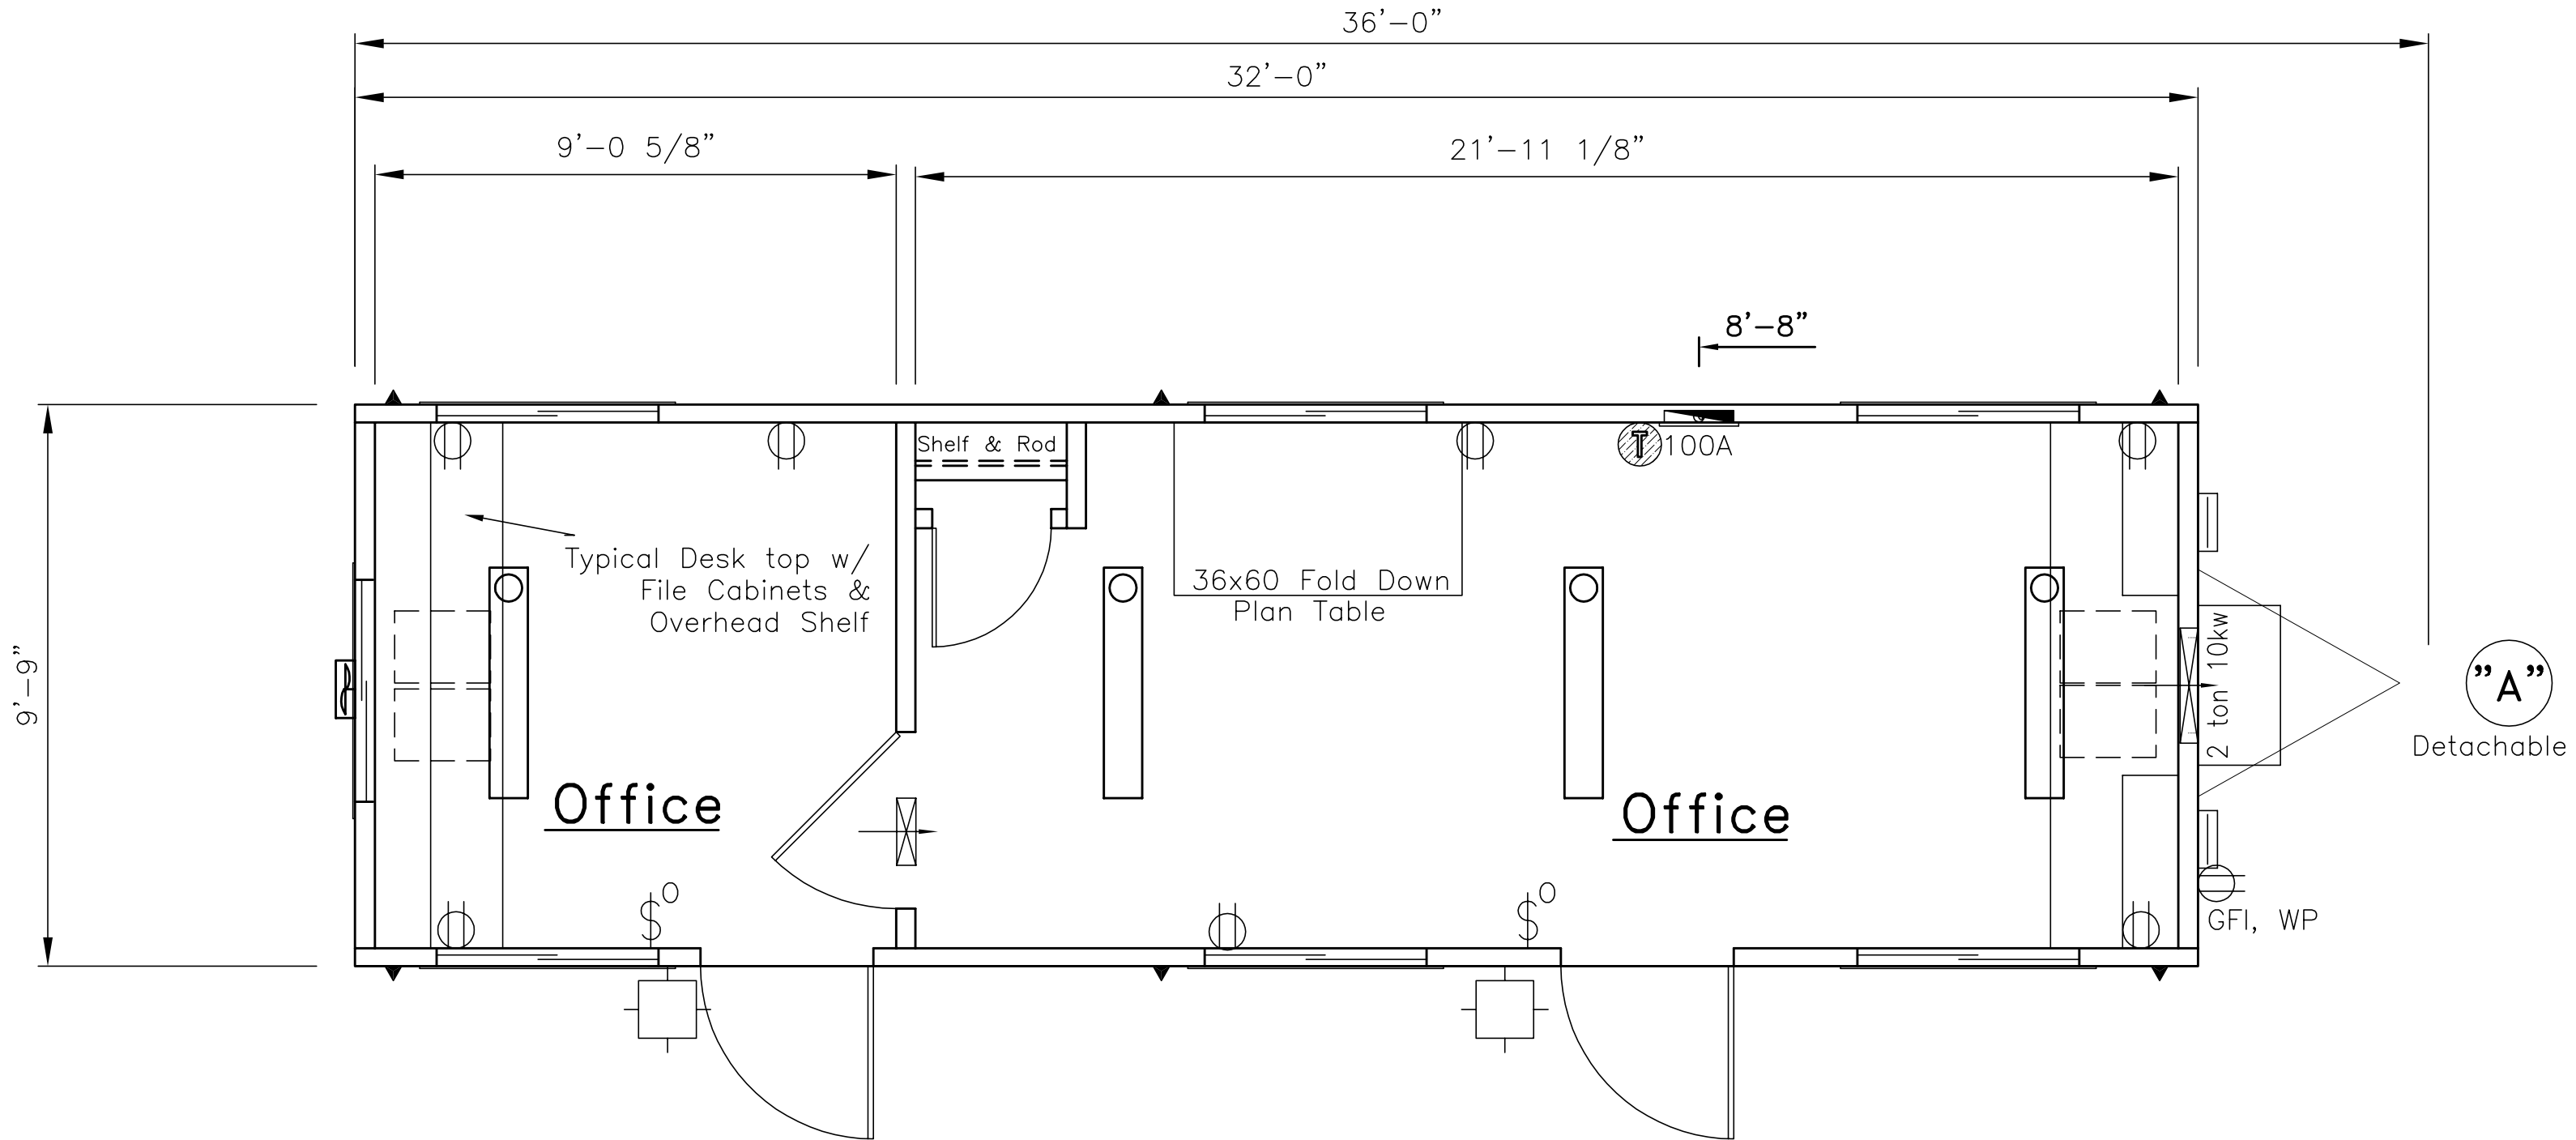 36'-0"
32'-0"
9'-0 5/8"
21'-11 1/8"
8'-8"
Shelf & Rod
T
100A
Typical Desk top w/
File Cabinets &
Overhead Shelf
36x60 Fold Down
Plan Table
9'-9"
2 ton 10kw
"A"
Detachable
Office
Office
$O
$O
GFI, WP